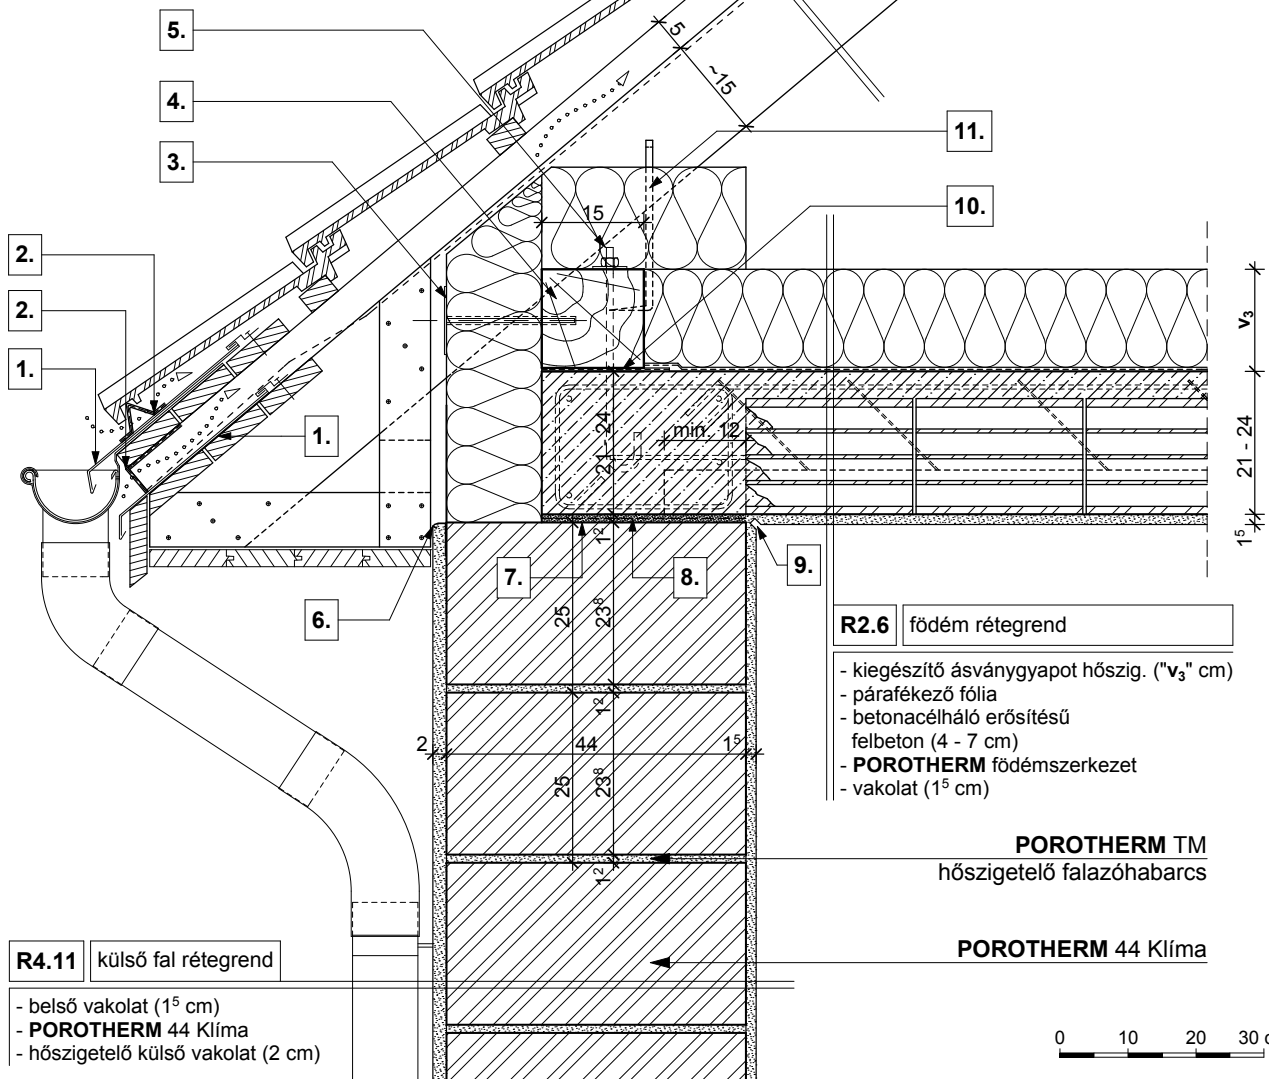 5.
5
~15
4.
11.
3.
15
10.
2.
v₃
2.
1.
1.
21 - 24
min. 12
21 - 24
1⁵
7.
8.
9.
6.
1²
25
23⁸
R2.6 födém rétegrend
- kiegészítő ásványgyapot hőszig. ("v₃" cm)
- párafékező fólia
- betonacélháló erősítésű
felbeton (4 - 7 cm)
- POROTHERM födémszerkezet
- vakolat (1⁵ cm)
1²
2
44
1⁵
25
23⁸
1²
POROTHERM TM
hőszigetelő falazóhabarcs
POROTHERM 44 Klíma
R4.11 külső fal rétegrend
- belső vakolat (1⁵ cm)
- POROTHERM 44 Klíma
- hőszigetelő külső vakolat (2 cm)
0 10 20 30 c